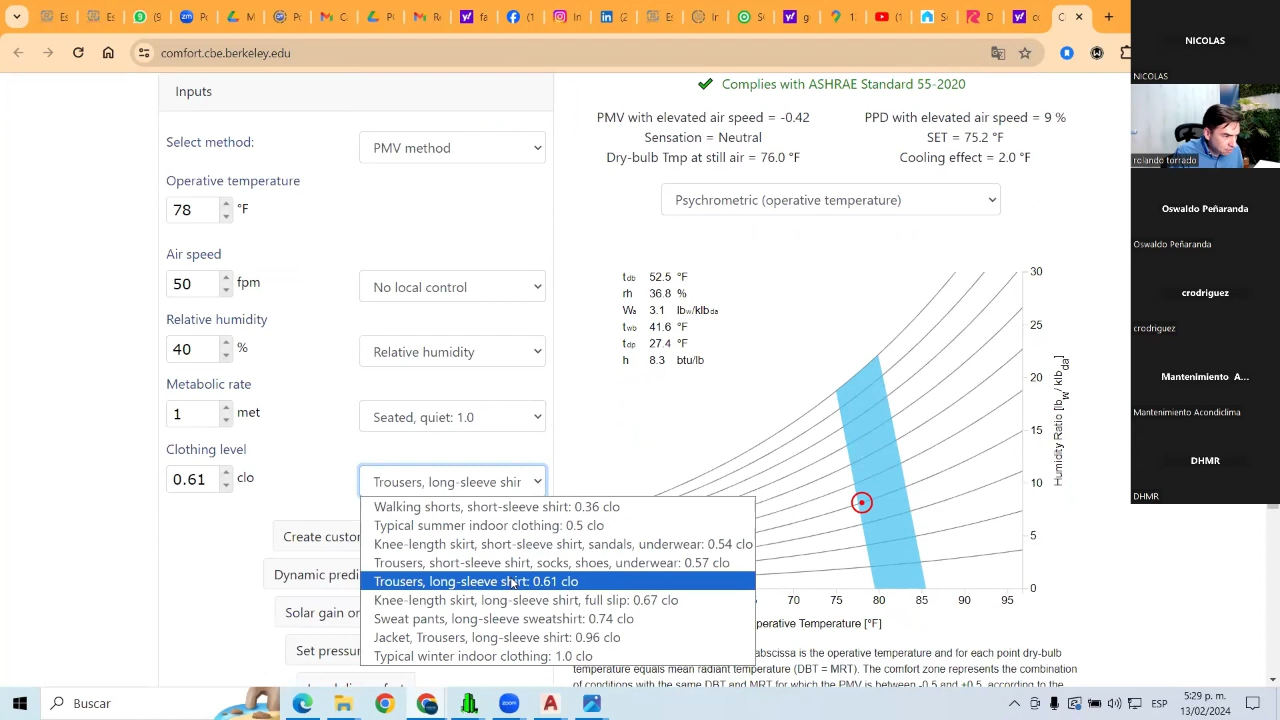 comfort.cbe.berkeley.edu
Inputs
Select method:
PMV method
Operative temperature
78
°F
Air speed
50
fpm
No local control
Relative humidity
40
%
Relative humidity
Metabolic rate
1
met
Seated, quiet: 1.0
Clothing level
0.61
clo
Trousers, long-sleeve shir
Walking shorts, short-sleeve shirt: 0.36 clo
Typical summer indoor clothing: 0.5 clo
Knee-length skirt, short-sleeve shirt, sandals, underwear: 0.54 clo
Trousers, short-sleeve shirt, socks, shoes, underwear: 0.57 clo
Trousers, long-sleeve shirt: 0.61 clo
Knee-length skirt, long-sleeve shirt, full slip: 0.67 clo
Sweat pants, long-sleeve sweatshirt: 0.74 clo
Jacket, Trousers, long-sleeve shirt: 0.96 clo
Typical winter indoor clothing: 1.0 clo
Create custom
Dynamic predi
Solar gain on
Set pressur
Complies with ASHRAE Standard 55-2020
PMV with elevated air speed = -0.42
PPD with elevated air speed = 9 %
Sensation = Neutral
SET = 75.2 °F
Dry-bulb Tmp at still air = 76.0 °F
Cooling effect = 2.0 °F
Psychrometric (operative temperature)
tdb 52.5 °F
rh 36.8 %
Wa 3.1 lbw/klbda
twb 41.6 °F
tdp 27.4 °F
h 8.3 btu/lb
30
25
20
15
10
5
0
Humidity Ratio [lbw / klbda]
70 75 80 85 90 95
perative Temperature [°F]
abscissa is the operative temperature and for each point dry-bulb
temperature equals mean radiant temperature (DBT = MRT). The comfort zone represents the combination
of conditions with the same DBT and MRT for which the PMV is between -0.5 and +0.5, according to the
NICOLAS
NICOLAS
rolando torrado
Oswaldo Peñaranda
Oswaldo Peñaranda
crodriguez
crodriguez
Mantenimiento A...
Mantenimiento Acondiclima
DHMR
DHMR
Buscar
5:29 p. m.
13/02/2024